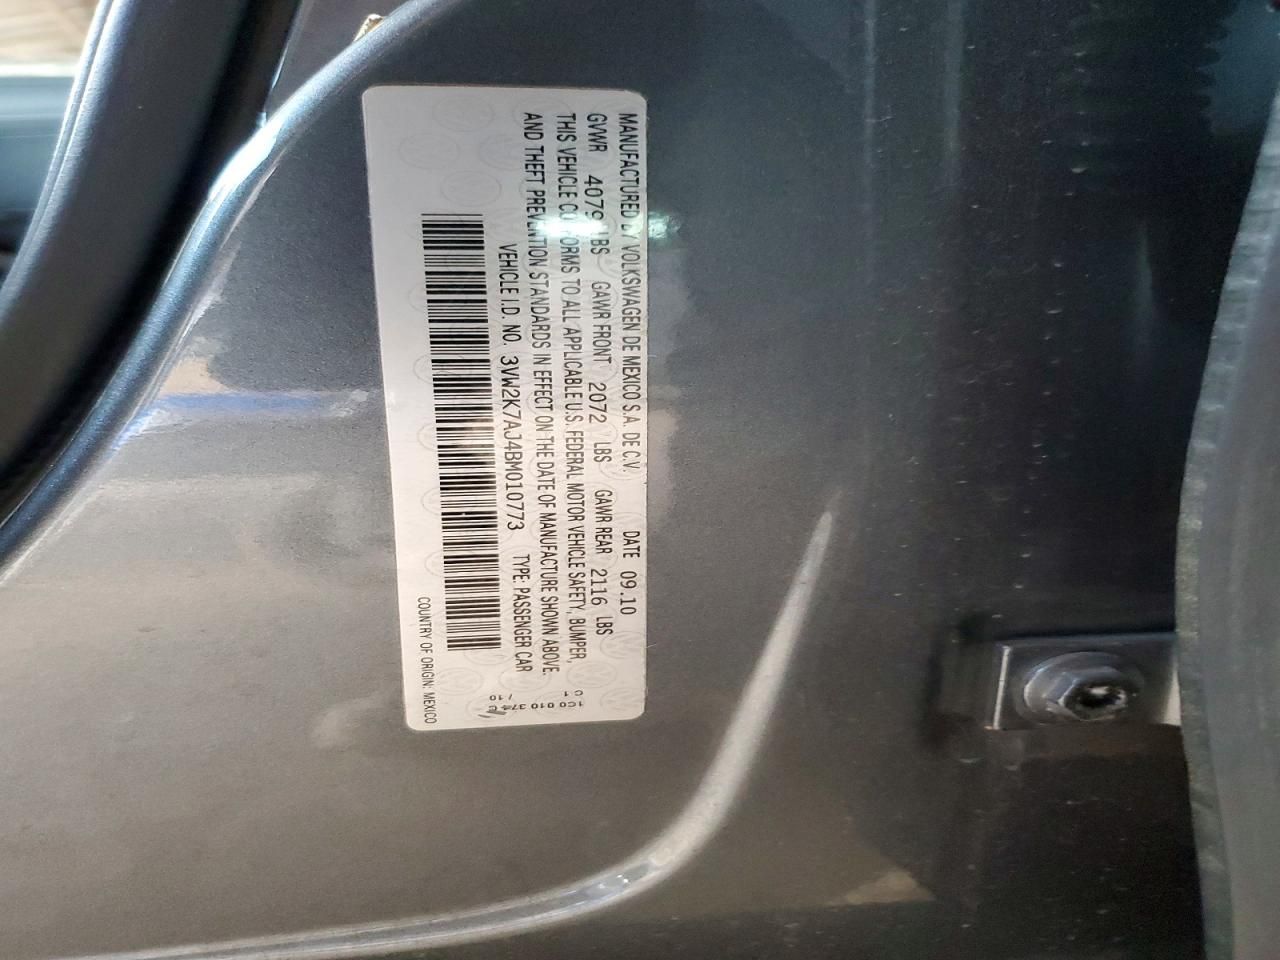 MANUFACTURED BY VOLKSWAGEN DE MEXICO S.A. DE C.V. DATE 09.10
GVWR 4079 LBS GAWR FRONT 2072 LBS GAWR REAR 2116 LBS
THIS VEHICLE CONFORMS TO ALL APPLICABLE U.S. FEDERAL MOTOR VEHICLE SAFETY, BUMPER,
AND THEFT PREVENTION STANDARDS IN EFFECT ON THE DATE OF MANUFACTURE SHOWN ABOVE.
VEHICLE I.D. NO. 3VW2K7AJ4BM010773 TYPE: PASSENGER CAR
COUNTRY OF ORIGIN: MEXICO
1C0 010